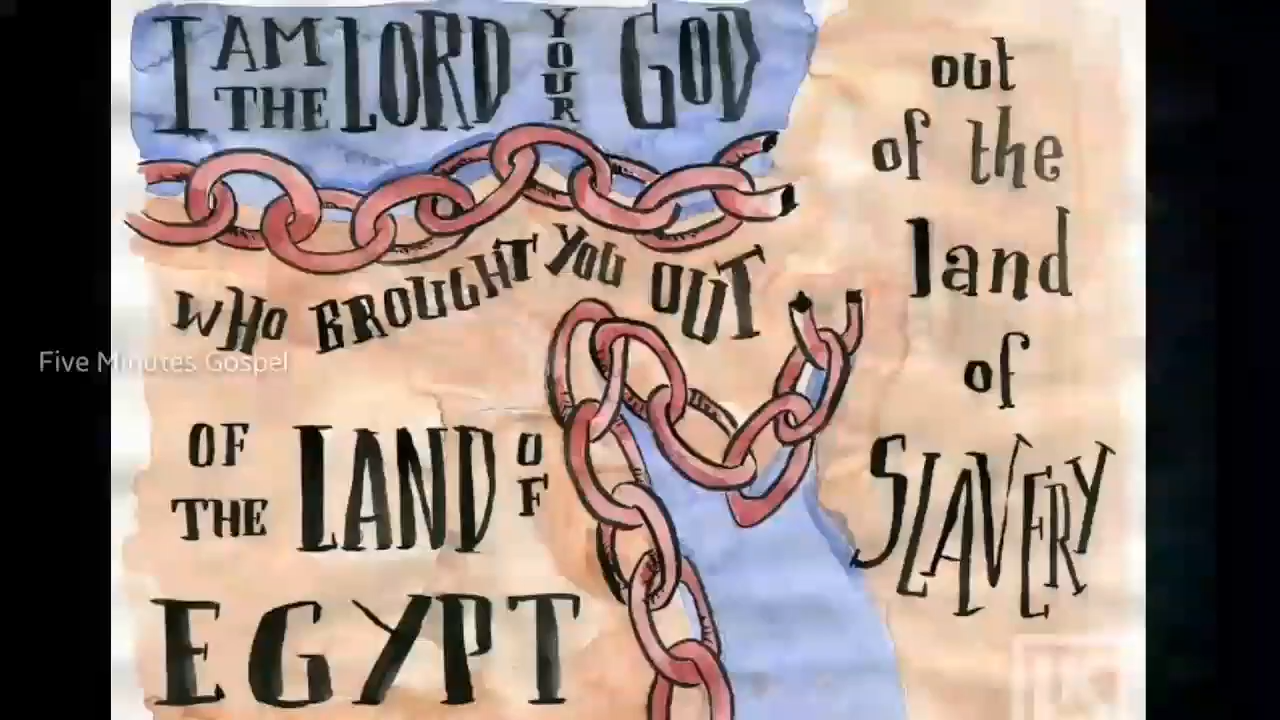 I AM THE LORD YOUR GOD
WHO BROUGHT YOU OUT
OF THE LAND OF
EGYPT
out
of the
land
of
SLAVERY
Five Minutes Gospel